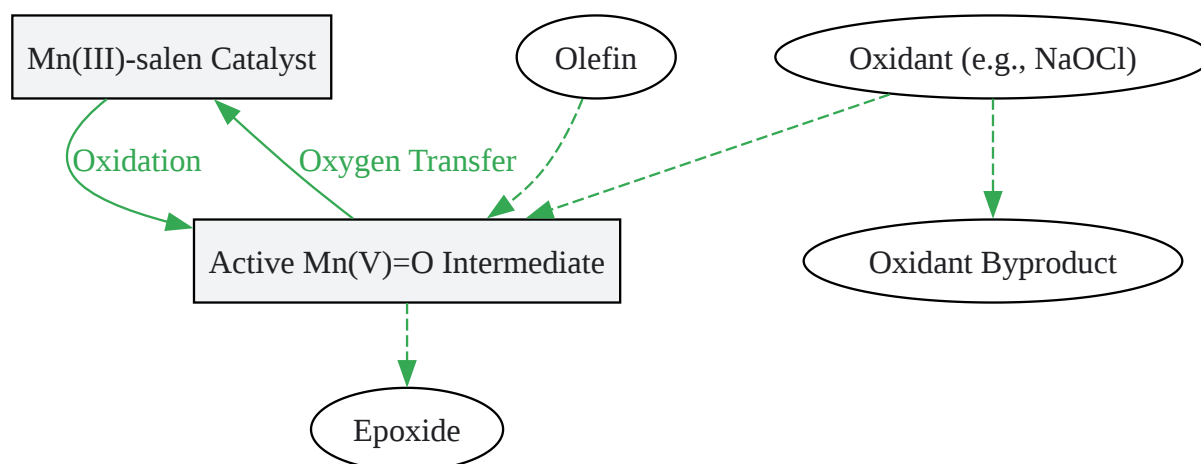 Mn(III)-salen Catalyst
Olefin
Oxidant (e.g., NaOCl)
Oxidation
Oxygen Transfer
Active Mn(V)=O Intermediate
Oxidant Byproduct
Epoxide